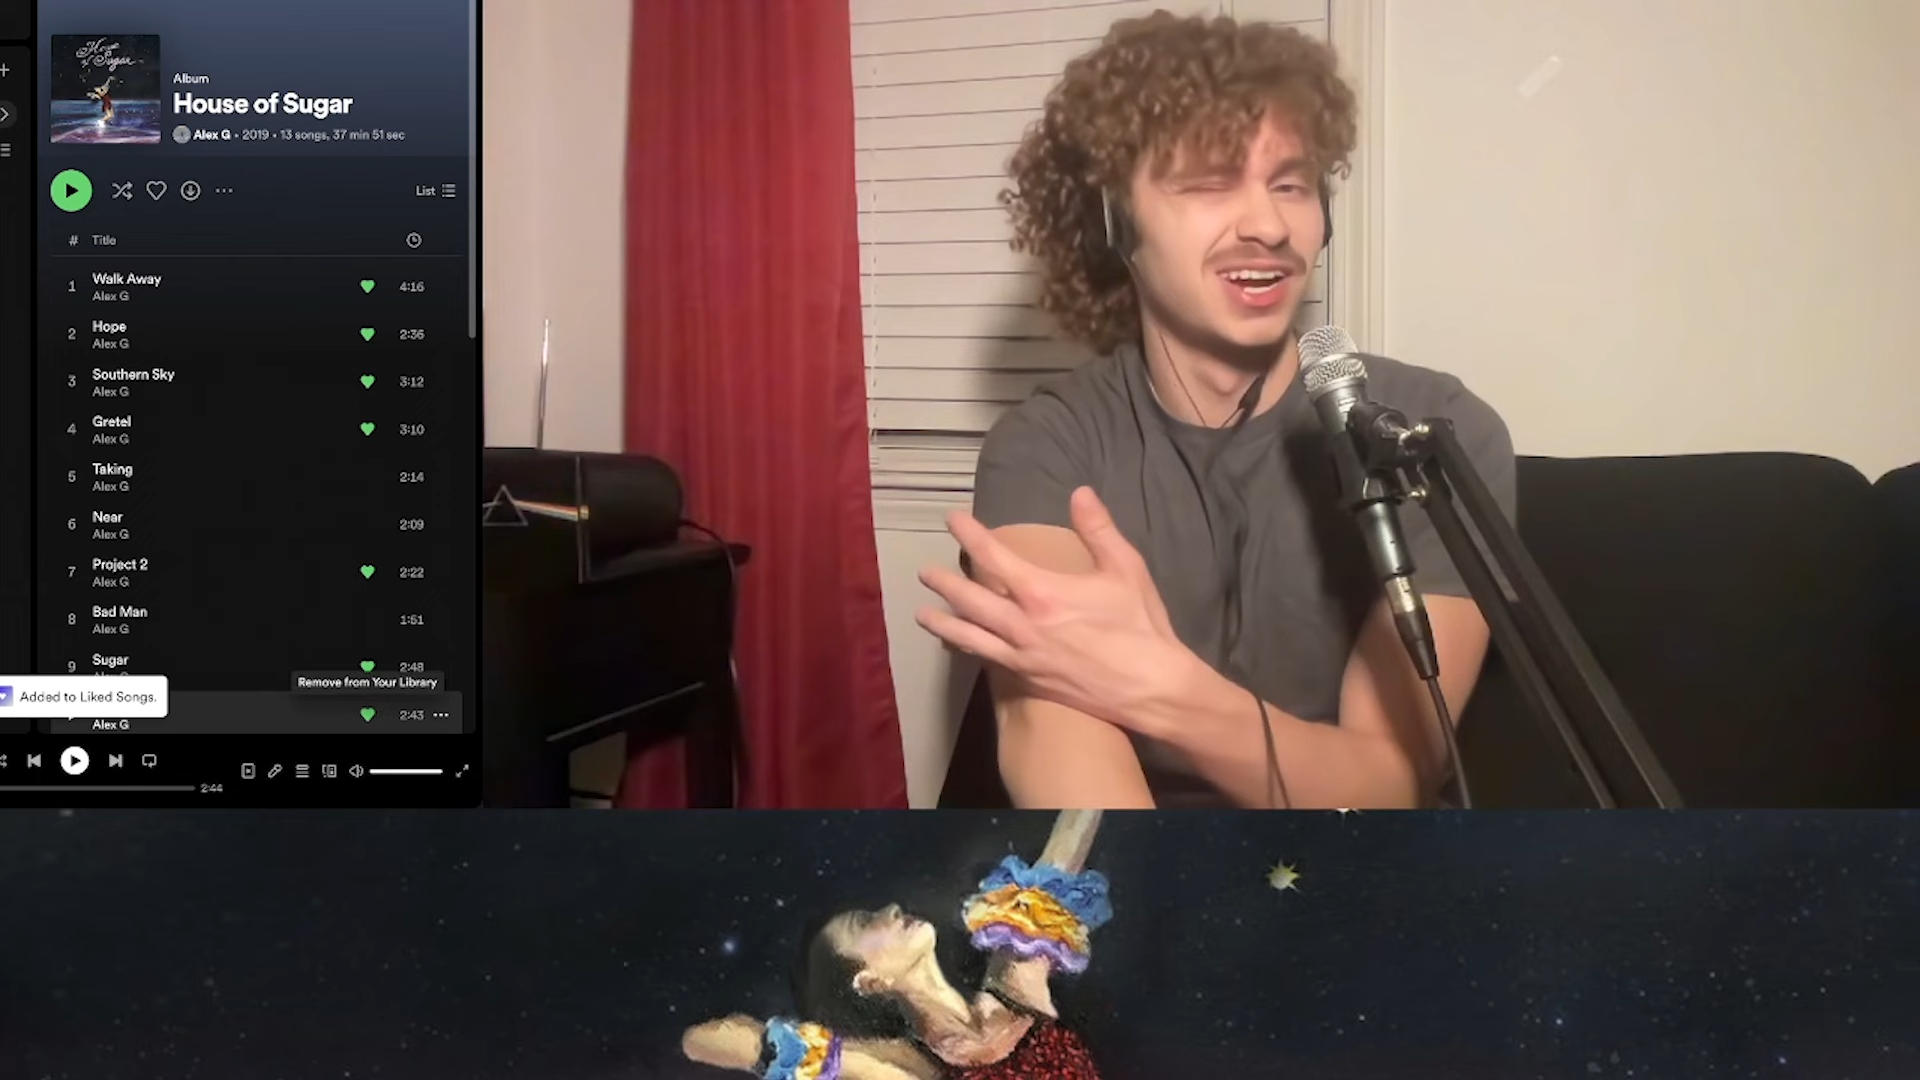 House
of Sugar
Album
House of Sugar
Alex G • 2019 • 13 songs, 37 min 51 sec
List
# Title
1 Walk Away 4:16
Alex G
2 Hope 2:36
Alex G
3 Southern Sky 3:12
Alex G
4 Gretel 3:10
Alex G
5 Taking 2:14
Alex G
6 Near 2:09
Alex G
7 Project 2 2:22
Alex G
8 Bad Man 1:51
Alex G
9 Sugar 2:48
Remove from Your Library
Added to Liked Songs.
2:43
Alex G
2:44